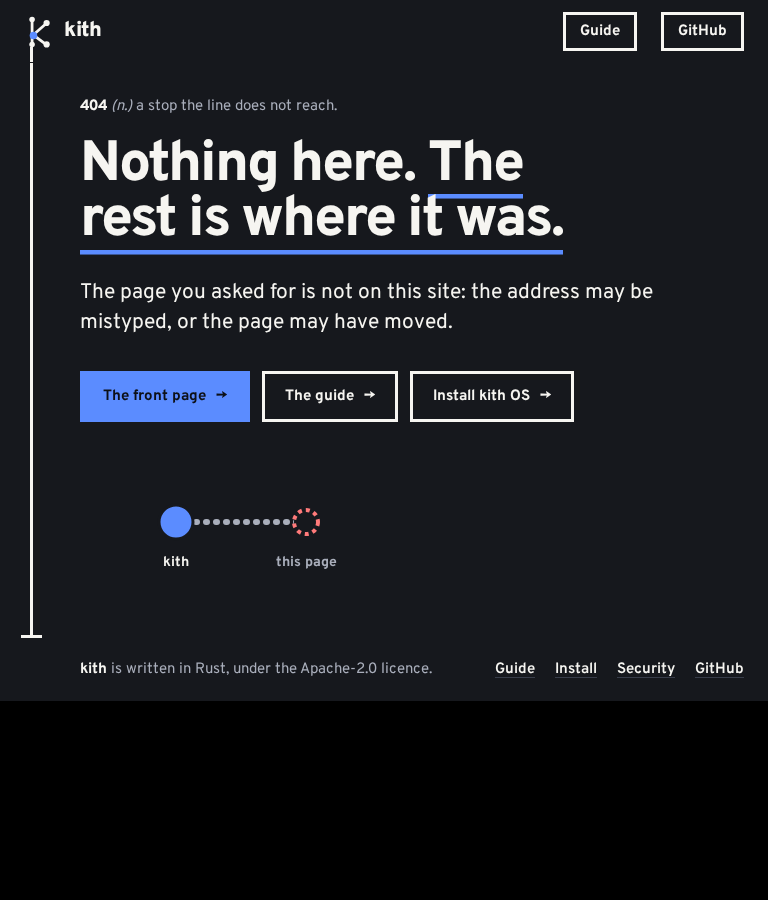 kith
Guide
GitHub
404 (n.) a stop the line does not reach.
Nothing here. The
rest is where it was.
The page you asked for is not on this site: the address may be
mistyped, or the page may have moved.
The front page →
The guide →
Install kith OS →
kith
this page
kith is written in Rust, under the Apache-2.0 licence.
Guide
Install
Security
GitHub